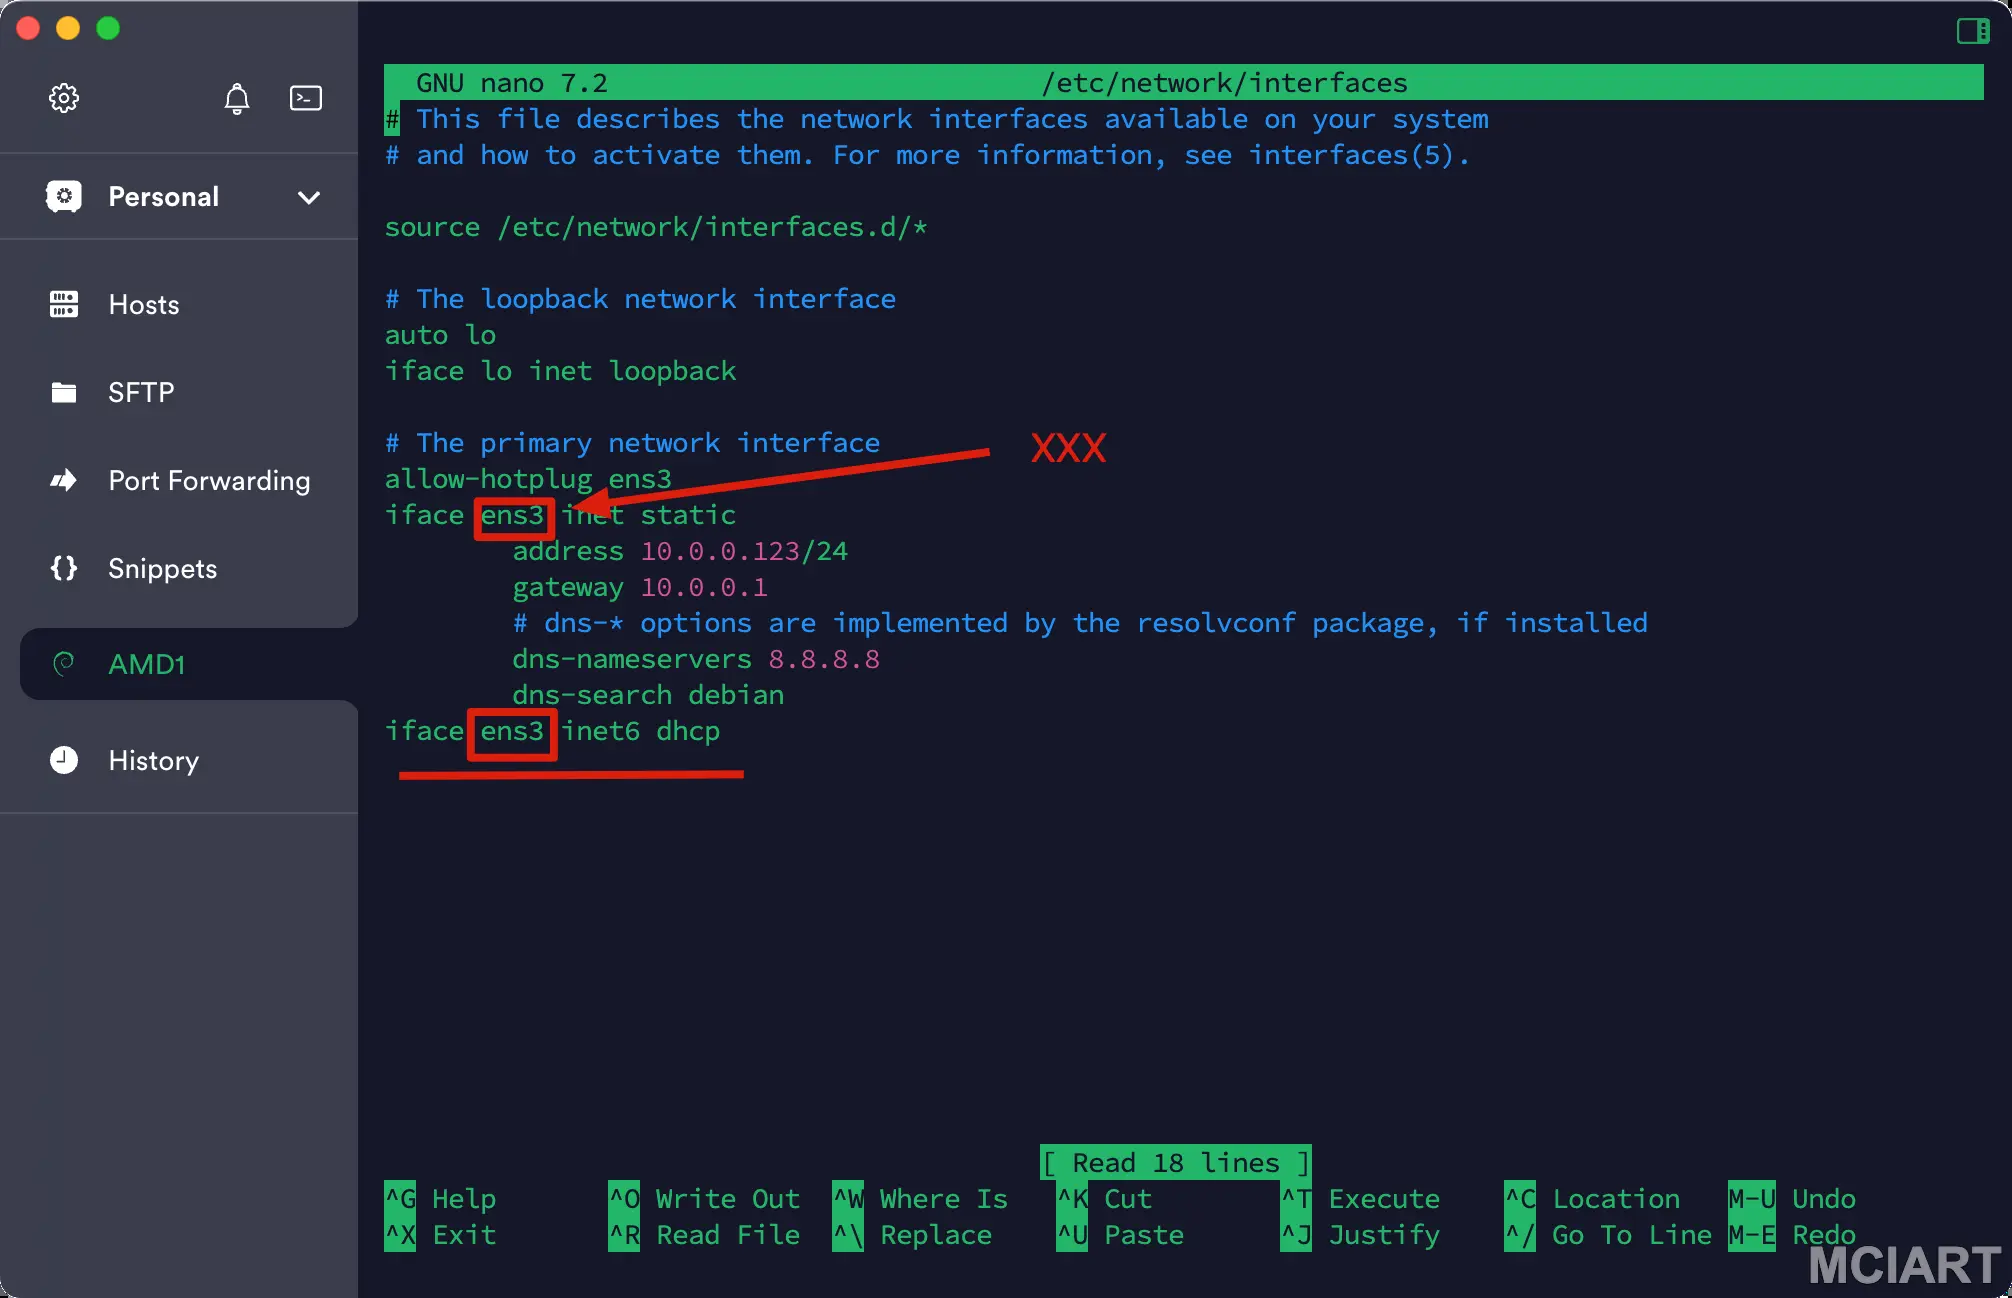 Personal
Hosts
SFTP
Port Forwarding
Snippets
AMD1
History
GNU nano 7.2 /etc/network/interfaces
# This file describes the network interfaces available on your system
# and how to activate them. For more information, see interfaces(5).
source /etc/network/interfaces.d/*
# The loopback network interface
auto lo
iface lo inet loopback
# The primary network interface
XXX
allow-hotplug ens3
iface ens3 inet static
address 10.0.0.123/24
gateway 10.0.0.1
# dns-* options are implemented by the resolvconf package, if installed
dns-nameservers 8.8.8.8
dns-search debian
iface ens3 inet6 dhcp
[ Read 18 lines ]
^G Help ^O Write Out ^W Where Is ^K Cut ^T Execute ^C Location M-U Undo
^X Exit ^R Read File ^\ Replace ^U Paste ^J Justify ^/ Go To Line M-E Redo
MCIART